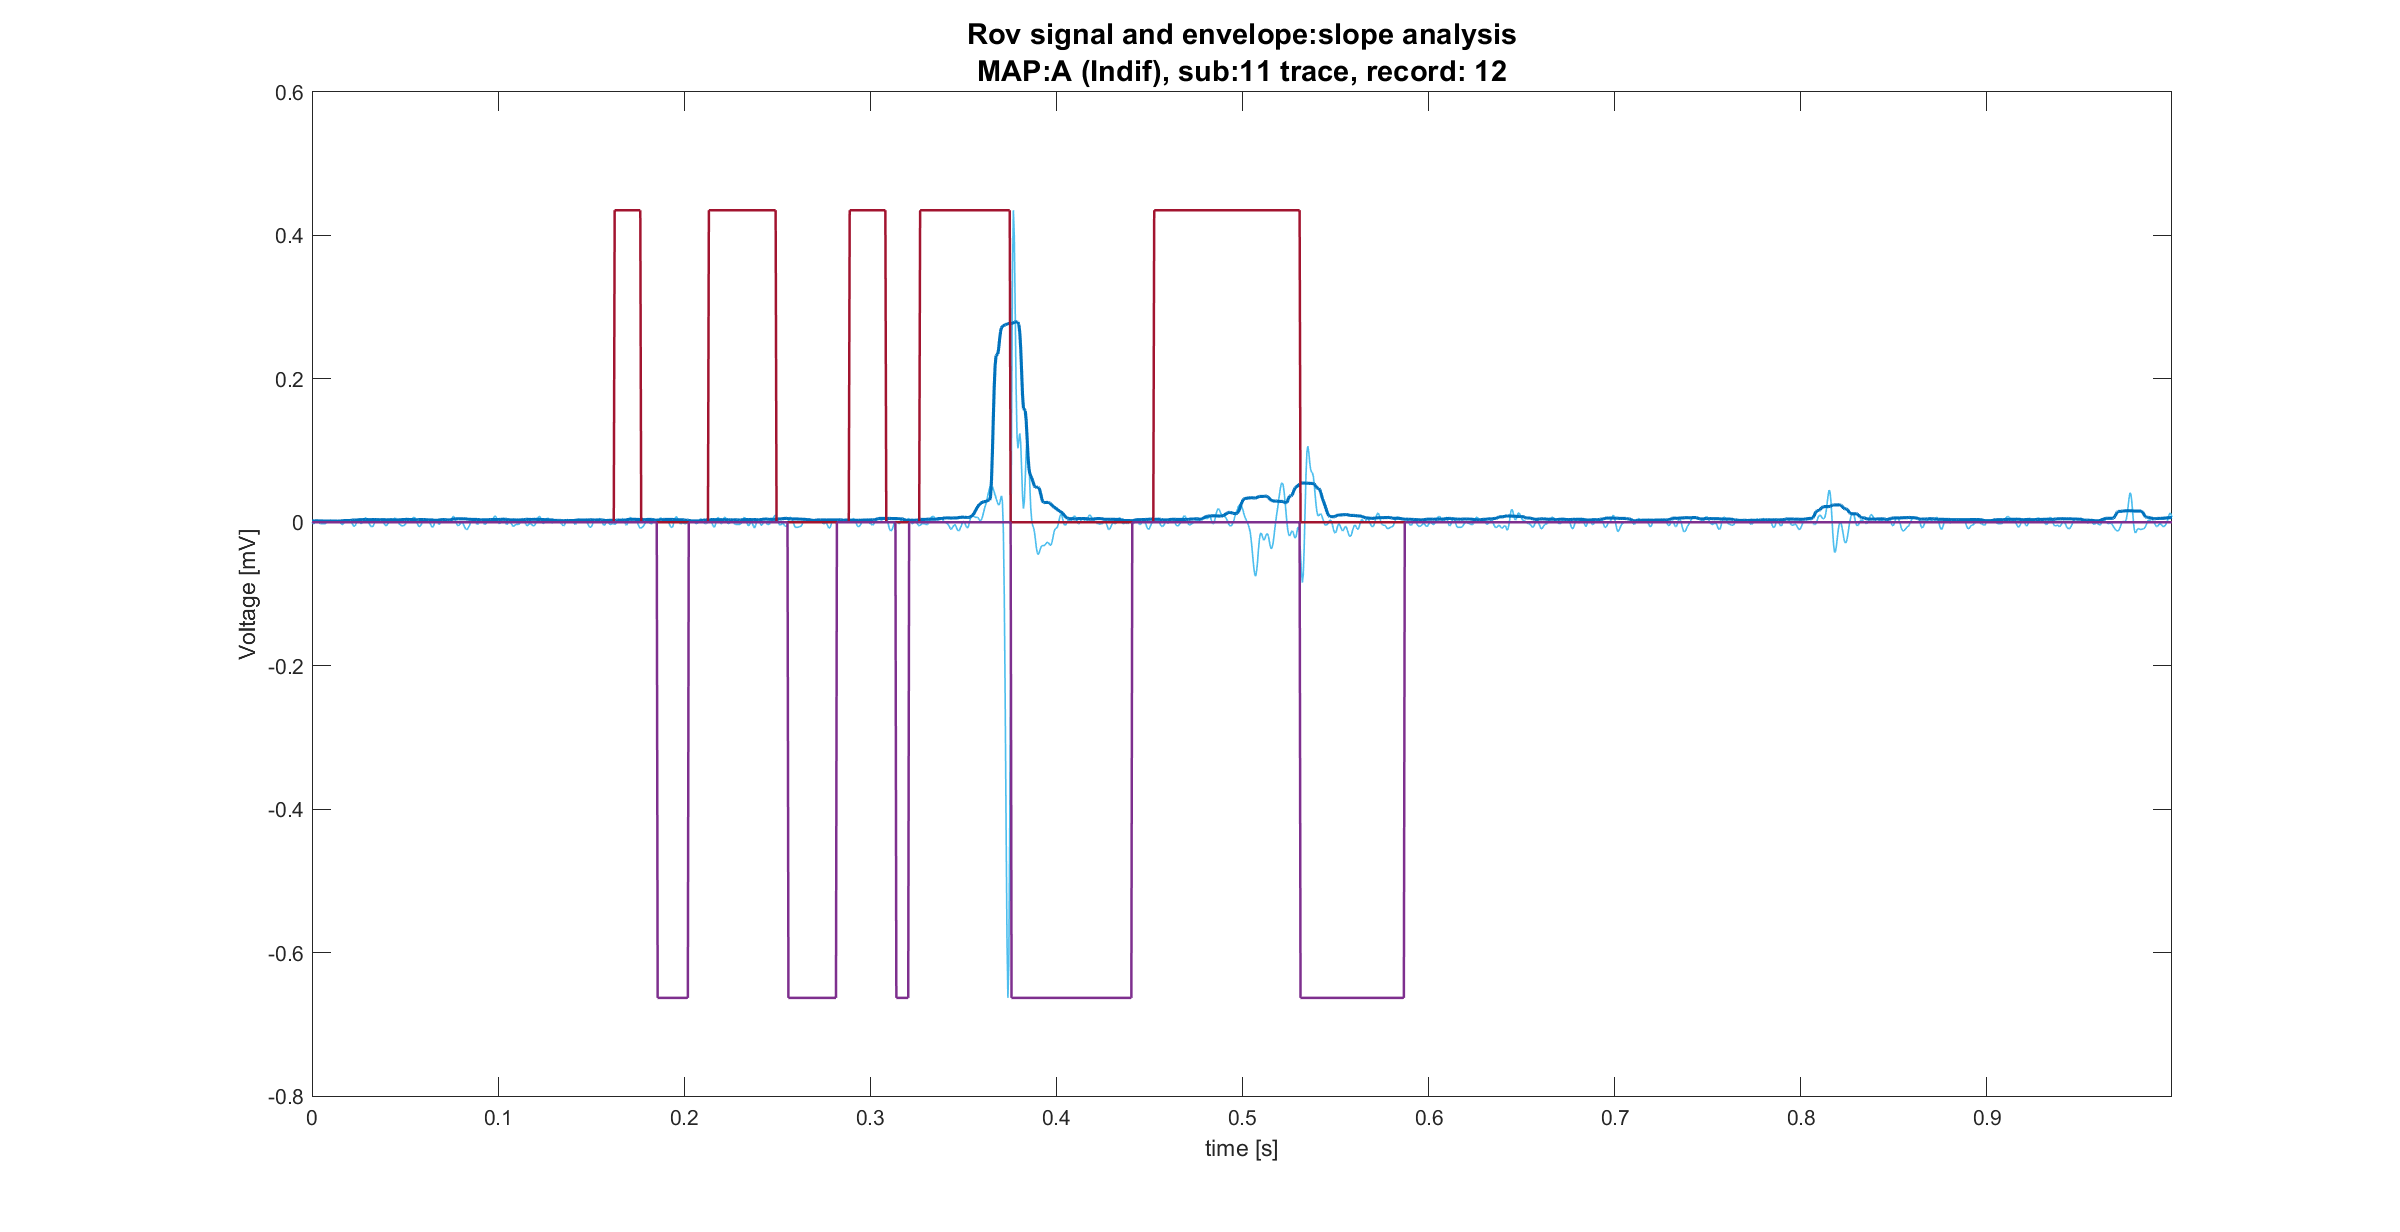 Rov signal and envelope:slope analysis
MAP:A (Indif), sub:11 trace, record: 12
0.6
0.4
0.2
0
-0.2
-0.4
-0.6
-0.8
Voltage [mV]
0 0.1 0.2 0.3 0.4 0.5 0.6 0.7 0.8 0.9
time [s]